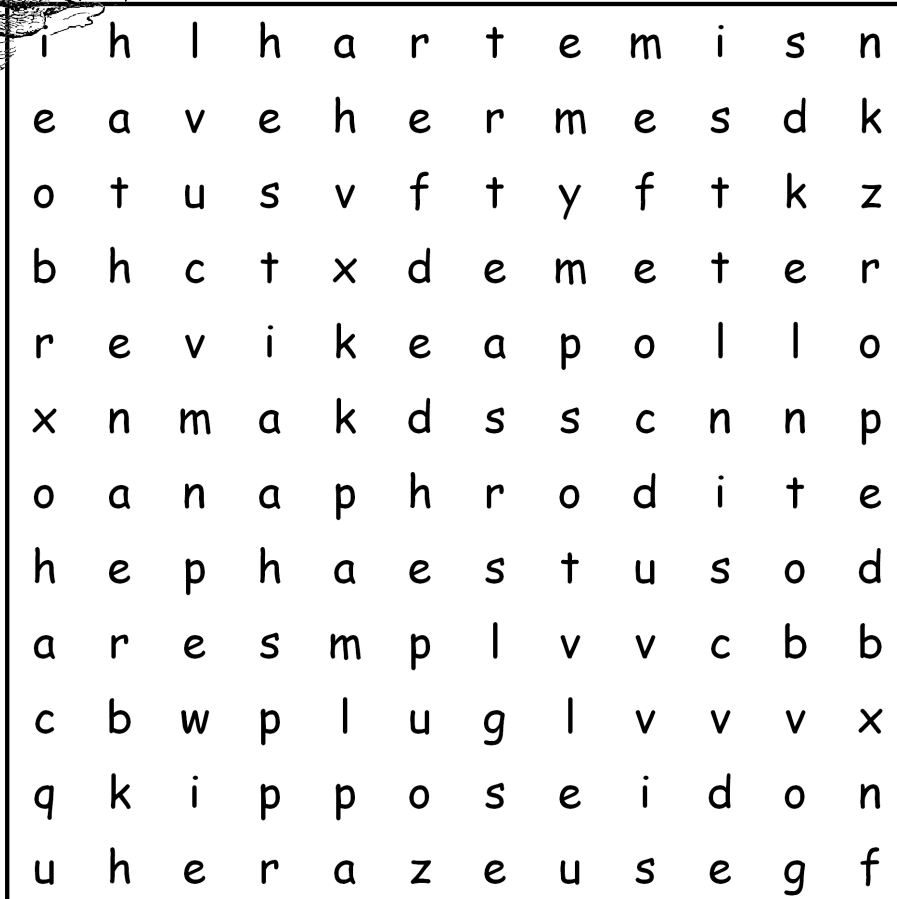 i h l h a r t e m i s n
e a v e h e r m e s d k
o t u s v f t y f t k z
b h c t x d e m e t e r
r e v i k e a p o l l o
x n m a k d s s c n n p
o a n a p h r o d i t e
h e p h a e s t u s o d
a r e s m p l v v c b b
c b w p l u g l v v v x
q k i p p o s e i d o n
u h e r a z e u s e g f